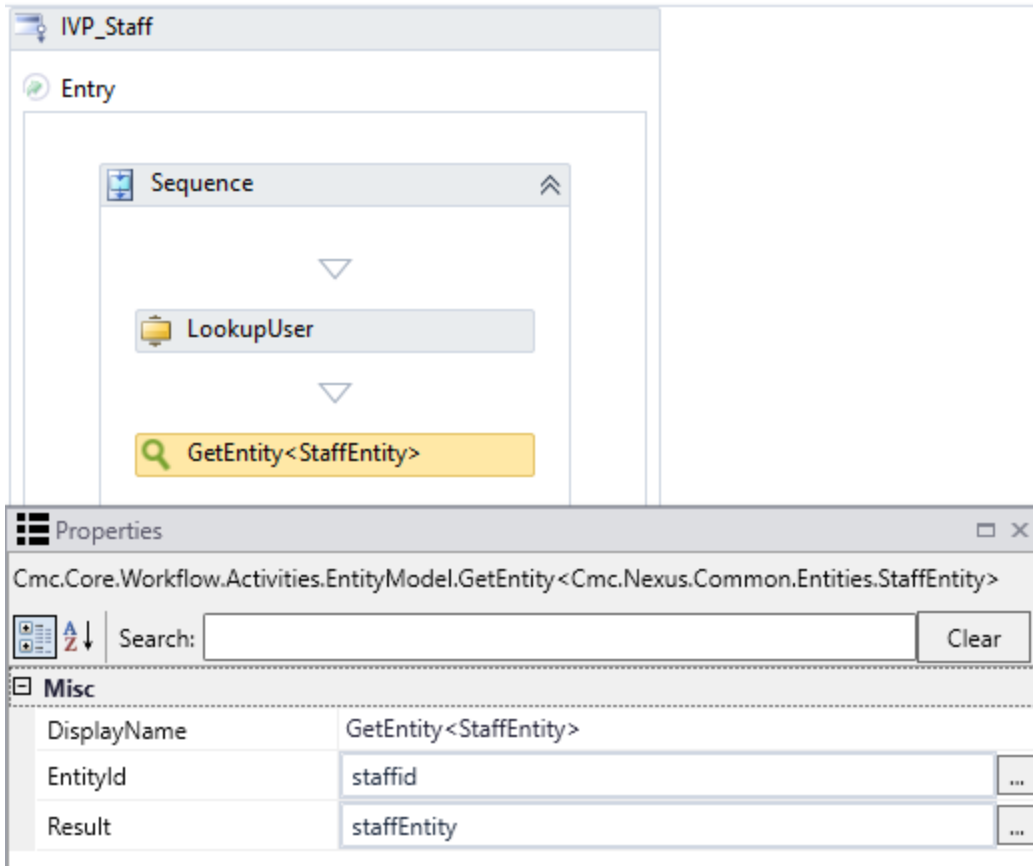 IVP_Staff
Entry
Sequence
LookupUser
GetEntity<StaffEntity>
Properties
Cmc.Core.Workflow.Activities.EntityModel.GetEntity<Cmc.Nexus.Common.Entities.StaffEntity>
Search: Clear
Misc
DisplayName GetEntity<StaffEntity>
EntityId staffid ...
Result staffEntity ...